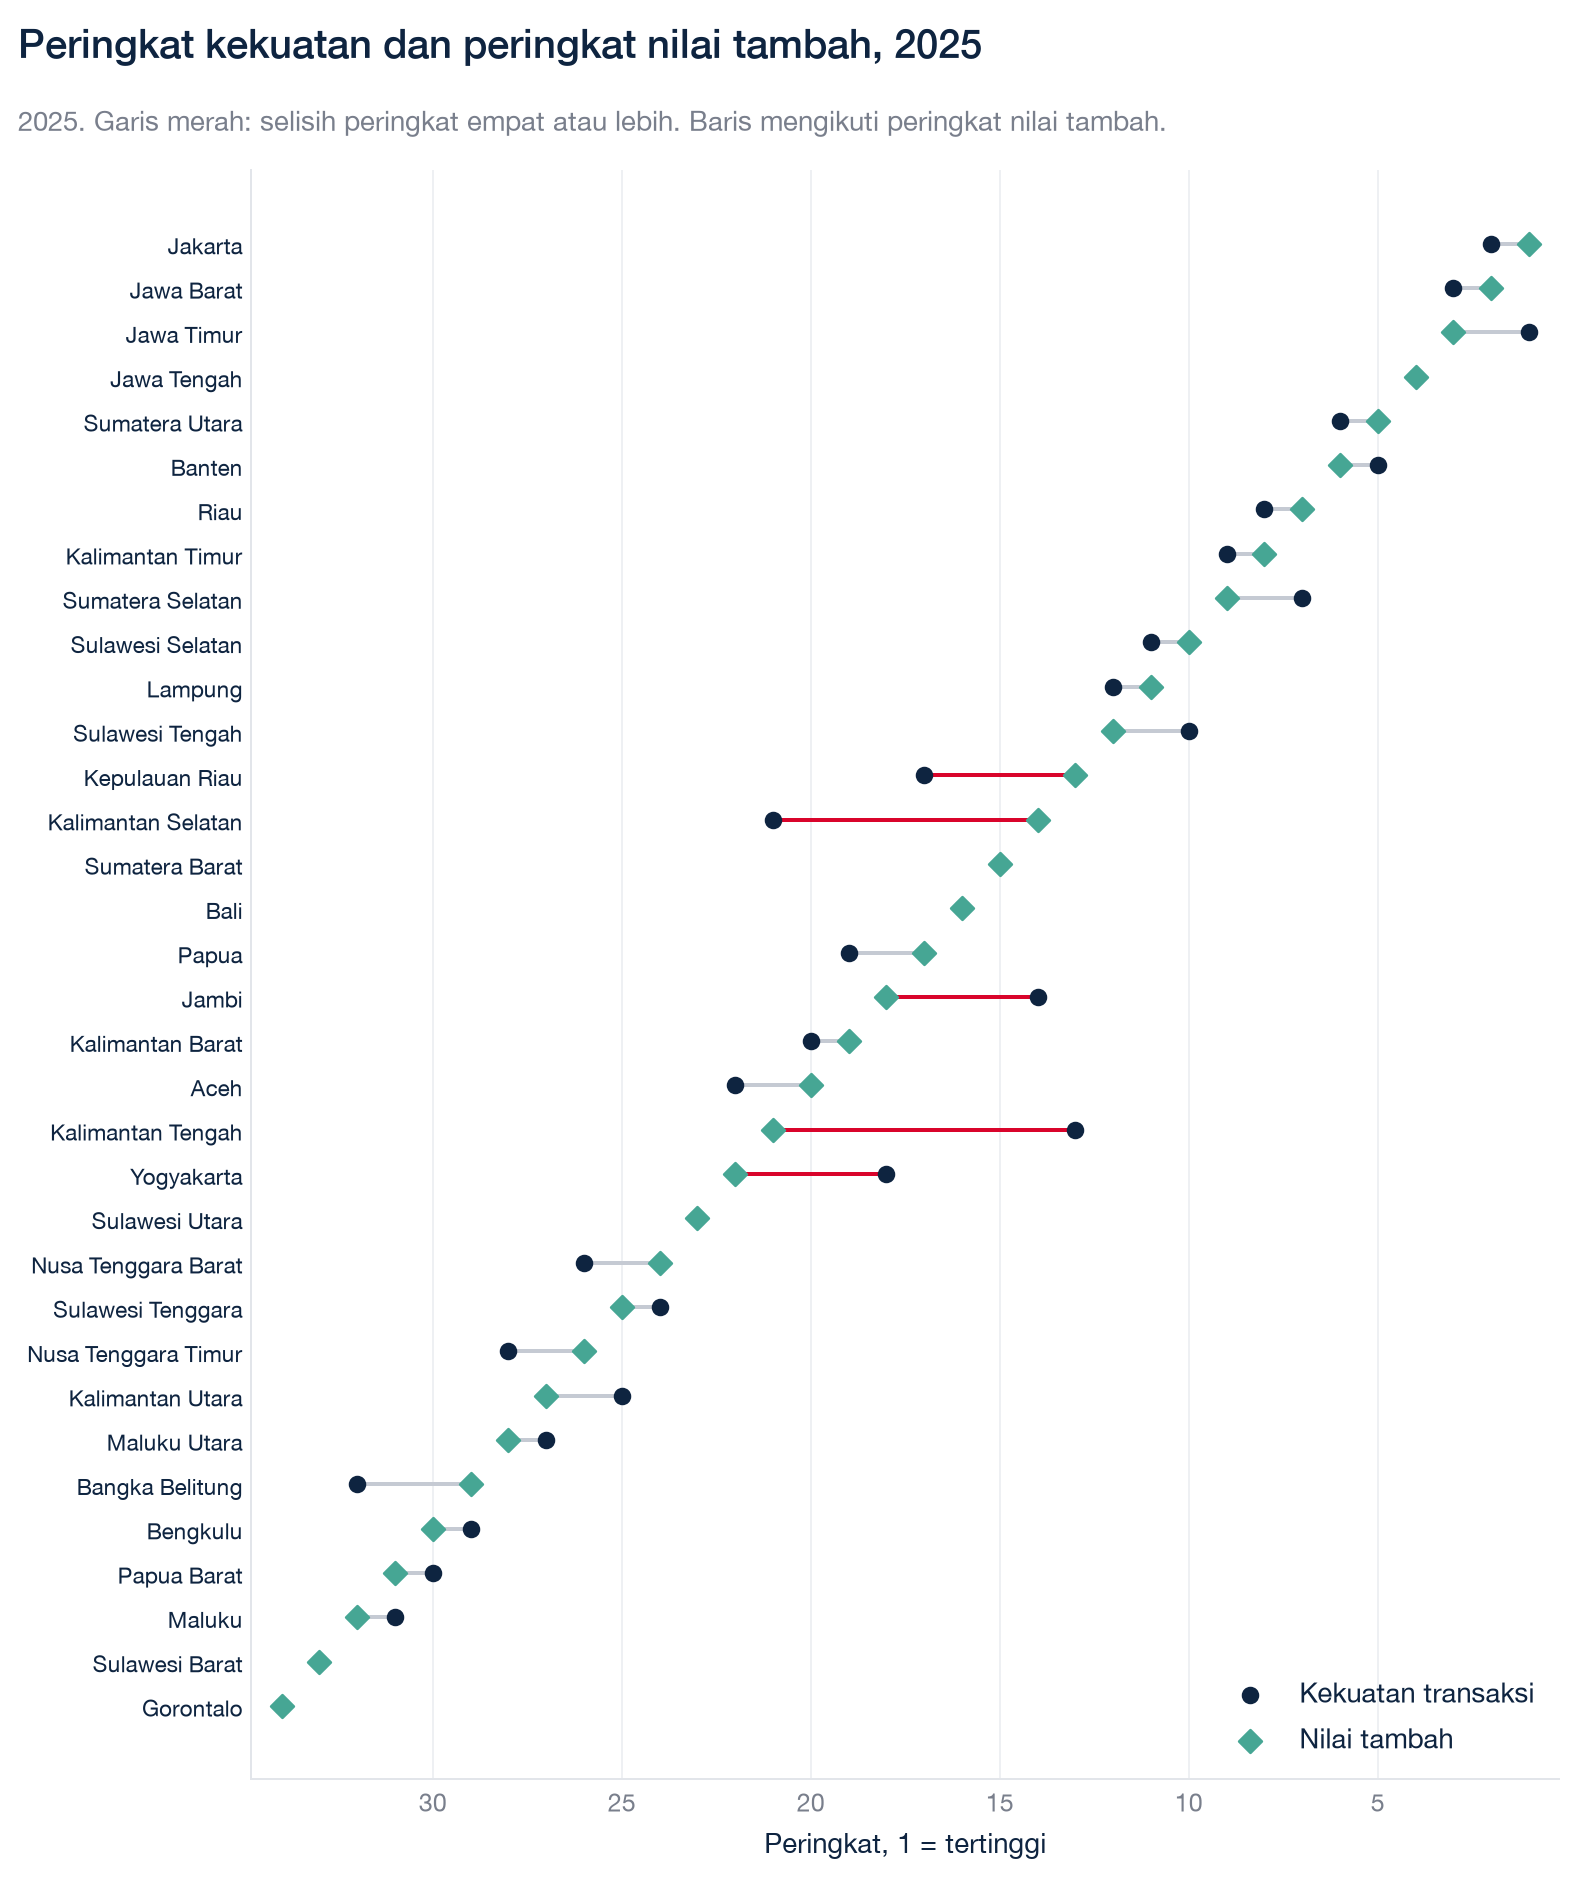 Peringkat kekuatan dan peringkat nilai tambah, 2025
2025. Garis merah: selisih peringkat empat atau lebih. Baris mengikuti peringkat nilai tambah.
Jakarta
Jawa Barat
Jawa Timur
Jawa Tengah
Sumatera Utara
Banten
Riau
Kalimantan Timur
Sumatera Selatan
Sulawesi Selatan
Lampung
Sulawesi Tengah
Kepulauan Riau
Kalimantan Selatan
Sumatera Barat
Bali
Papua
Jambi
Kalimantan Barat
Aceh
Kalimantan Tengah
Yogyakarta
Sulawesi Utara
Nusa Tenggara Barat
Sulawesi Tenggara
Nusa Tenggara Timur
Kalimantan Utara
Maluku Utara
Bangka Belitung
Bengkulu
Papua Barat
Maluku
Sulawesi Barat
Gorontalo
Kekuatan transaksi
Nilai tambah
30 25 20 15 10 5
Peringkat, 1 = tertinggi